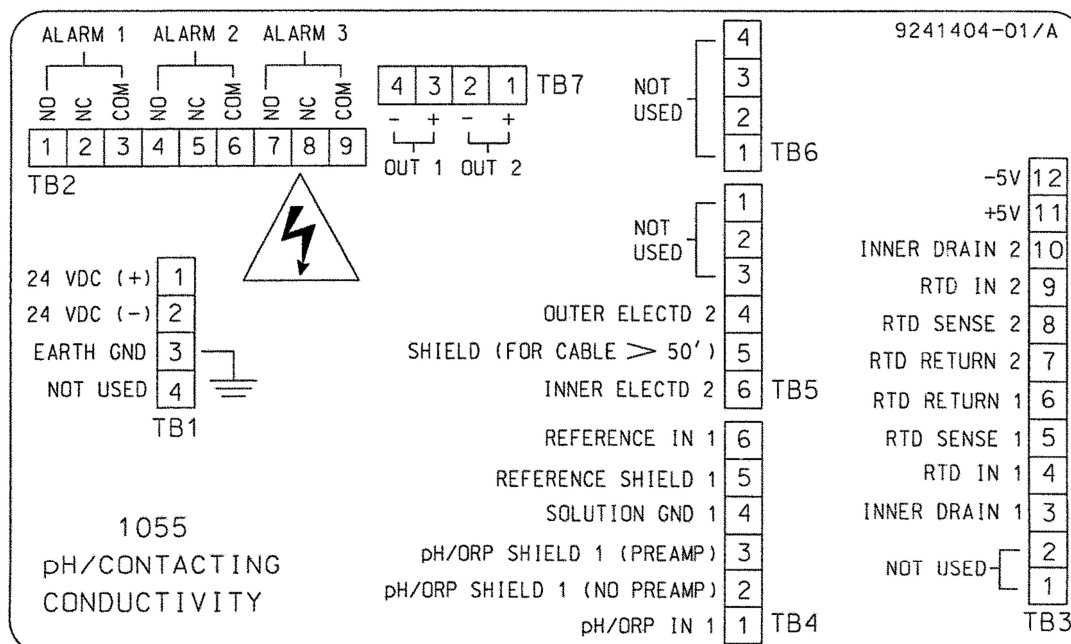 9241404-01/A
ALARM 1 ALARM 2 ALARM 3
NO NC COM NO NC COM NO NC COM
1 2 3 4 5 6 7 8 9
TB2
4 3 2 1 TB7
- + - +
OUT 1 OUT 2
24 VDC (+) 1
24 VDC (-) 2
EARTH GND 3
NOT USED 4
TB1
1055
pH/CONTACTING
CONDUCTIVITY
4
NOT 3
USED 2
1 TB6
1
NOT 2
USED 3
OUTER ELECTD 2 4
SHIELD (FOR CABLE > 50') 5
INNER ELECTD 2 6 TB5
REFERENCE IN 1 6
REFERENCE SHIELD 1 5
SOLUTION GND 1 4
pH/ORP SHIELD 1 (PREAMP) 3
pH/ORP SHIELD 1 (NO PREAMP) 2
pH/ORP IN 1 1 TB4
-5V 12
+5V 11
INNER DRAIN 2 10
RTD IN 2 9
RTD SENSE 2 8
RTD RETURN 2 7
RTD RETURN 1 6
RTD SENSE 1 5
RTD IN 1 4
INNER DRAIN 1 3
NOT USED 2
1
TB3